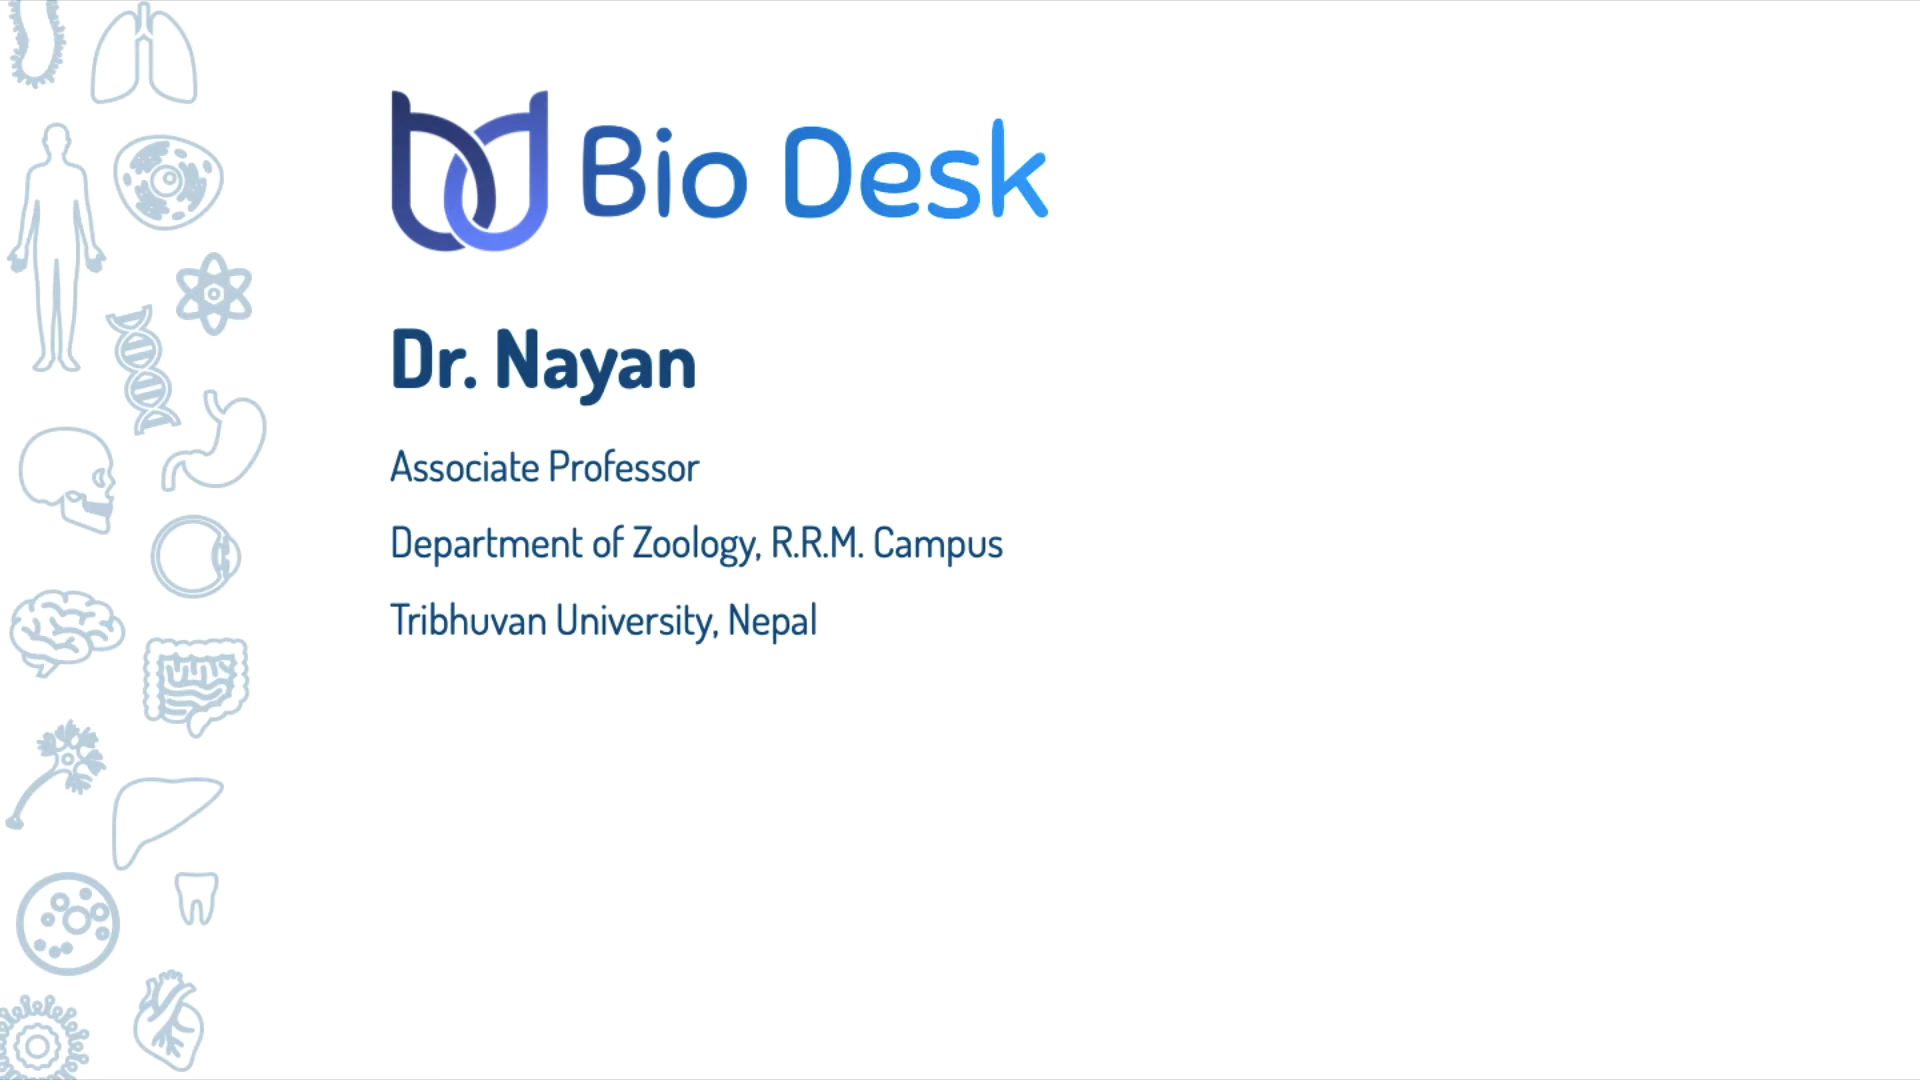 Bio Desk
Dr. Nayan
Associate Professor
Department of Zoology, R.R.M. Campus
Tribhuvan University, Nepal